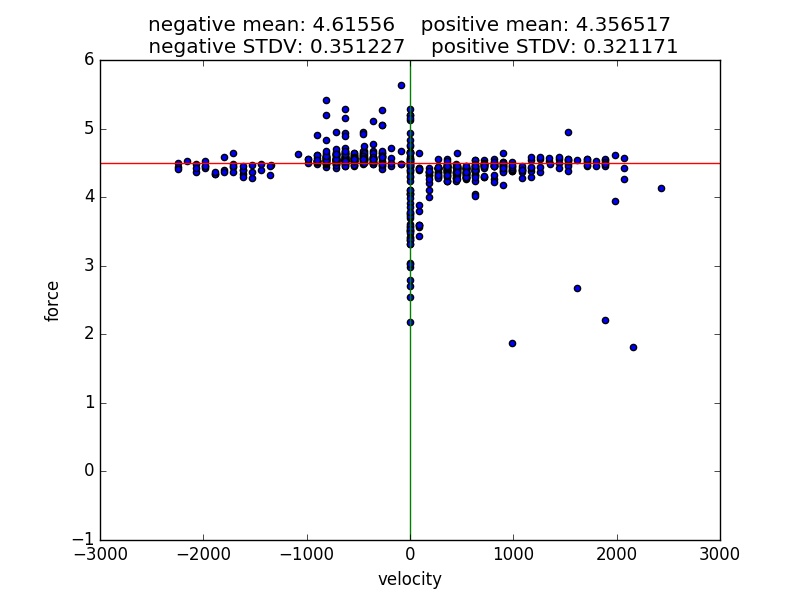 negative mean: 4.61556    positive mean: 4.356517
negative STDV: 0.351227    positive STDV: 0.321171
6
5
4
3
2
1
0
−1
force
−3000 −2000 −1000 0 1000 2000 3000
velocity